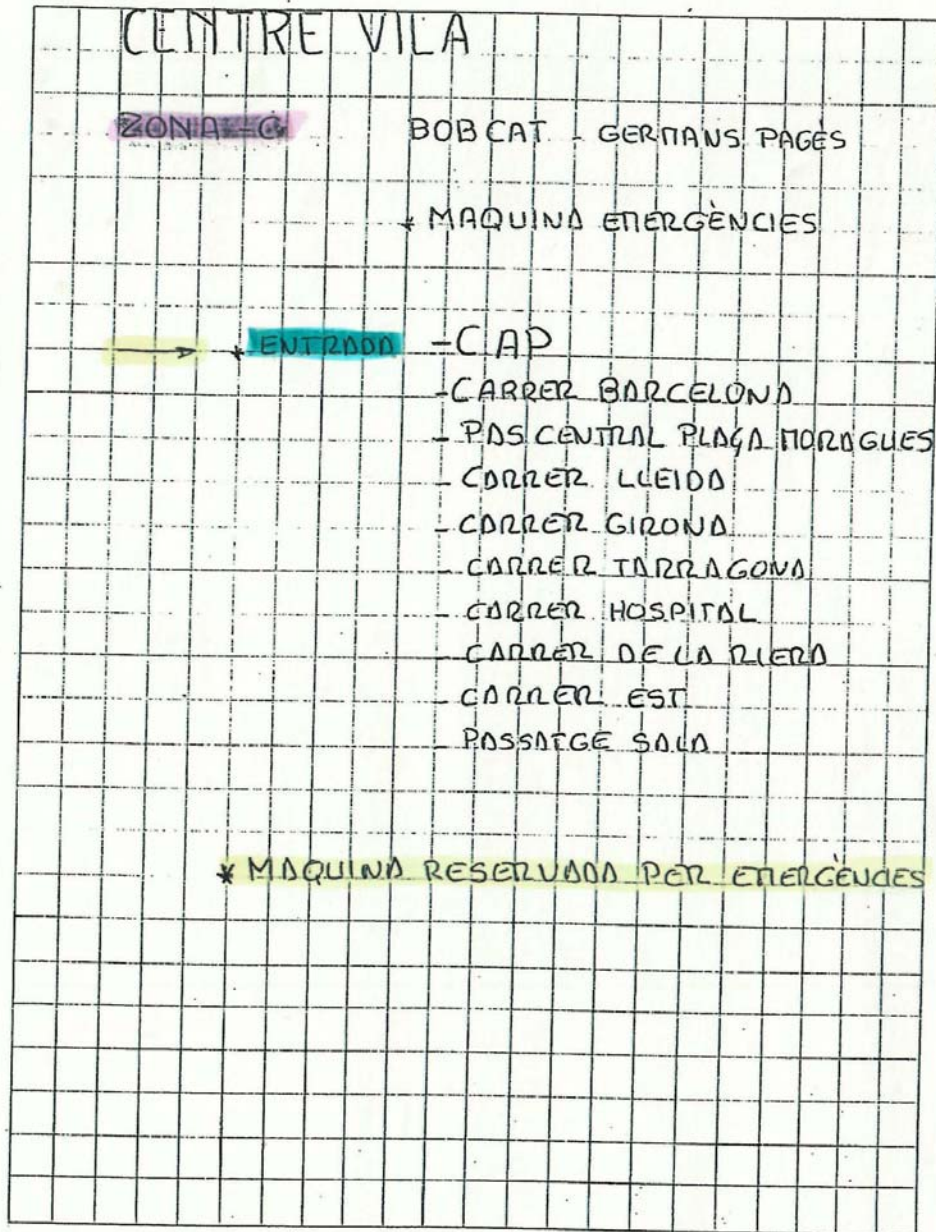 CENTRE VILA
ZONA-C BOBCAT - GERMANS PAGÈS
* MAQUINA EMERGÈNCIES
→ * ENTRADA - CAP
- CARRER BARCELONA
- PAS CENTRAL PLAÇA MORAGUES
- CARRER LLEIDA
- CARRER GIRONA
- CARRER TARRAGONA
- CARRER HOSPITAL
- CARRER DE LA RIERA
- CARRER EST
- PASSATGE SALA
* MAQUINA RESERVADA PER EMERGÈNCIES